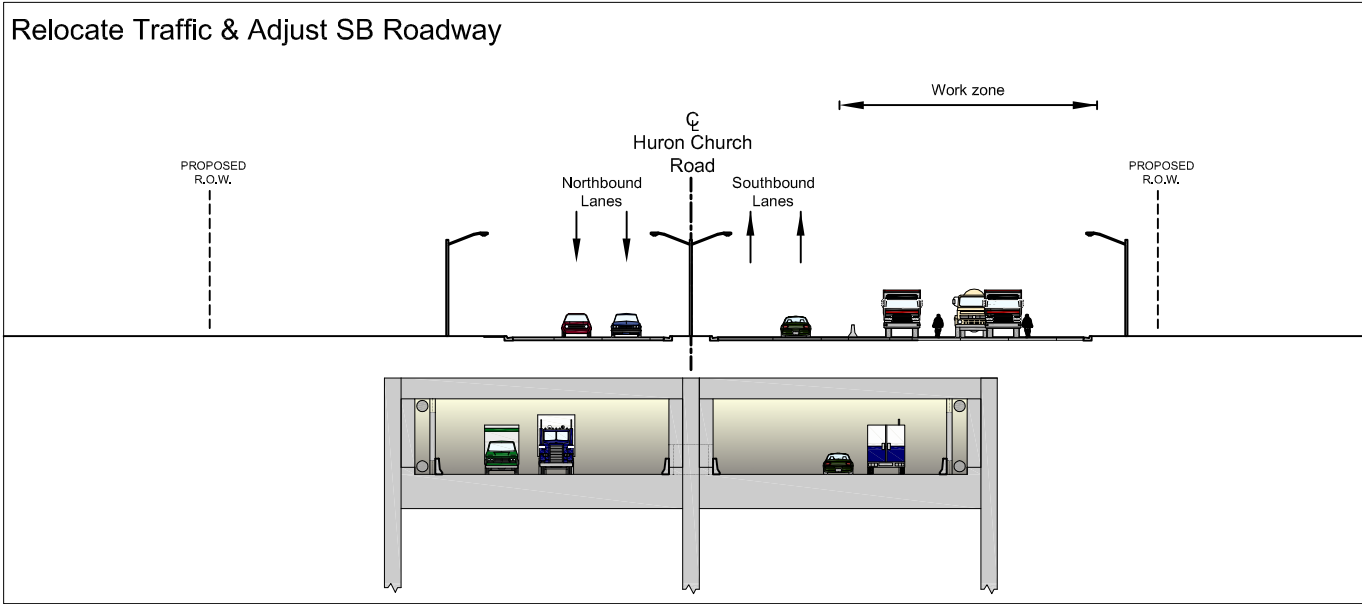 Relocate Traffic & Adjust SB Roadway
Work zone
℄
Huron Church
Road
PROPOSED
R.O.W.
Northbound
Lanes
Southbound
Lanes
PROPOSED
R.O.W.